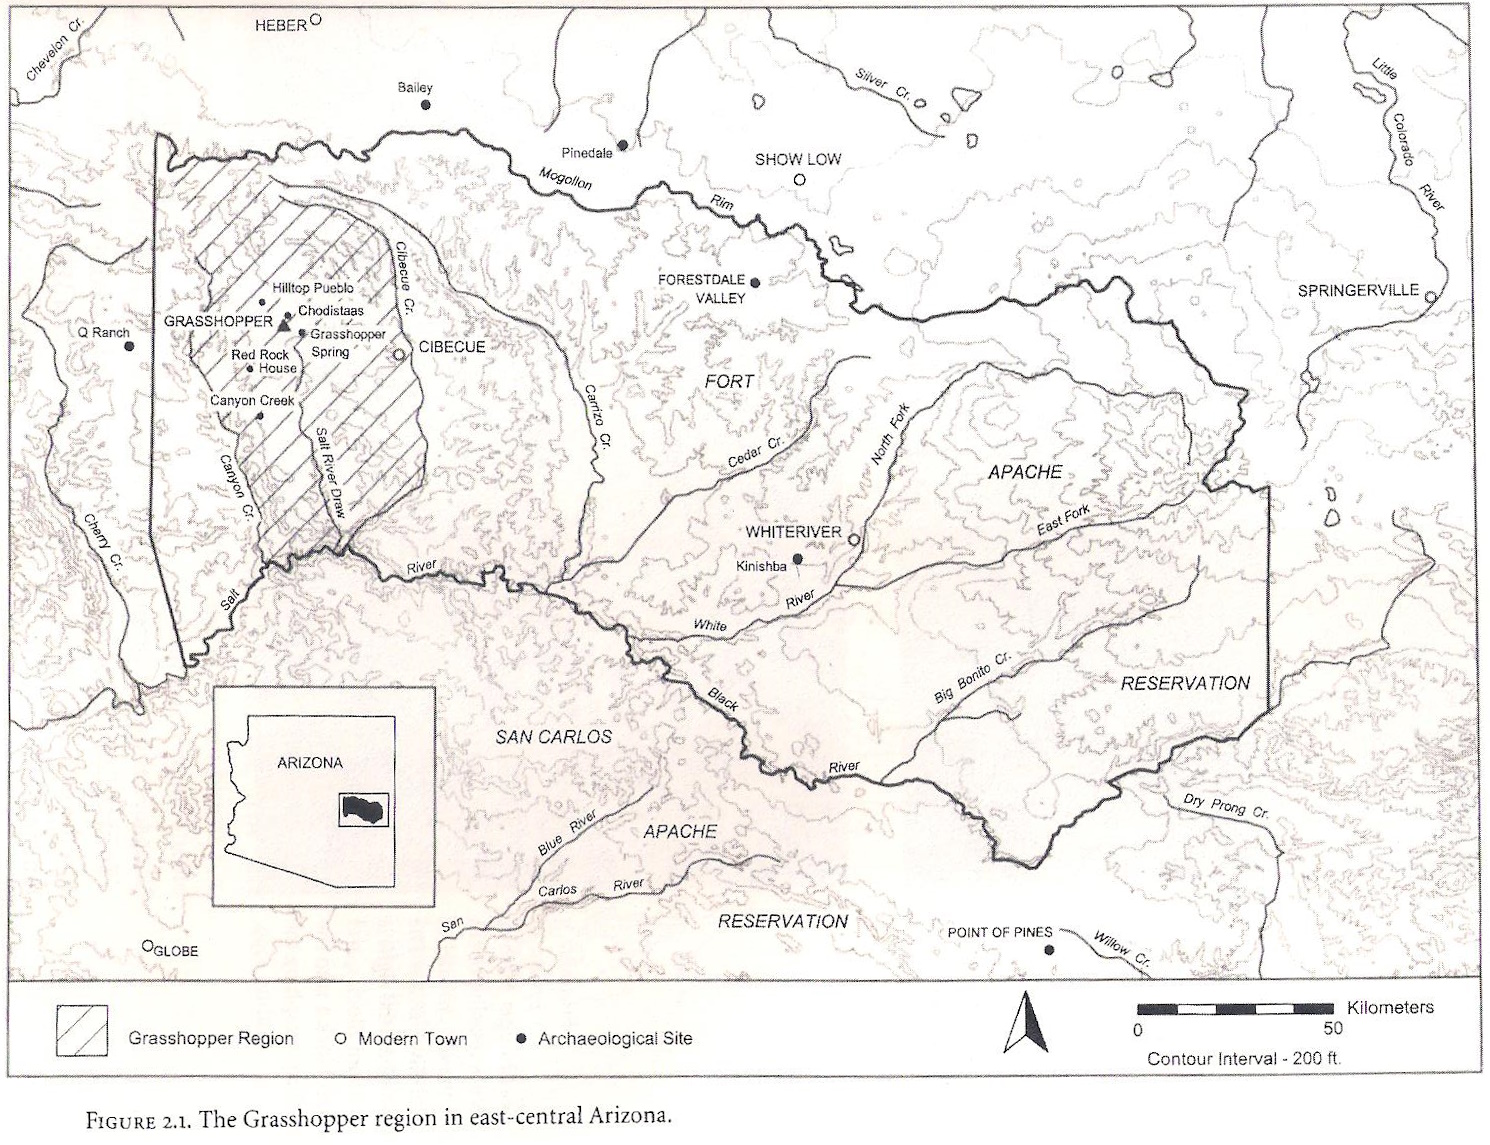 Chevelon Cr.
HEBER
Bailey
Pinedale
Silver Cr.
SHOW LOW
Little
Colorado
River
Mogollon
Rim
Cibecue Cr.
FORESTDALE
VALLEY
SPRINGERVILLE
Hilltop Pueblo
Chodistaas
GRASSHOPPER
Grasshopper
Spring
Q Ranch
Red Rock
House
CIBECUE
Canyon Creek
FORT
Carrizo Cr.
North Fork
Cedar Cr.
APACHE
Salt River Draw
Canyon Cr.
Cherry Cr.
WHITERIVER
East Fork
Kinishba
River
Salt
River
White
Big Bonito Cr.
RESERVATION
Black
SAN CARLOS
River
ARIZONA
Dry Prong Cr.
Blue River
APACHE
Carlos
River
San
RESERVATION
POINT OF PINES
Willow Cr.
GLOBE
Grasshopper Region
Modern Town
Archaeological Site
Kilometers
0
50
Contour Interval - 200 ft.
FIGURE 2.1. The Grasshopper region in east-central Arizona.